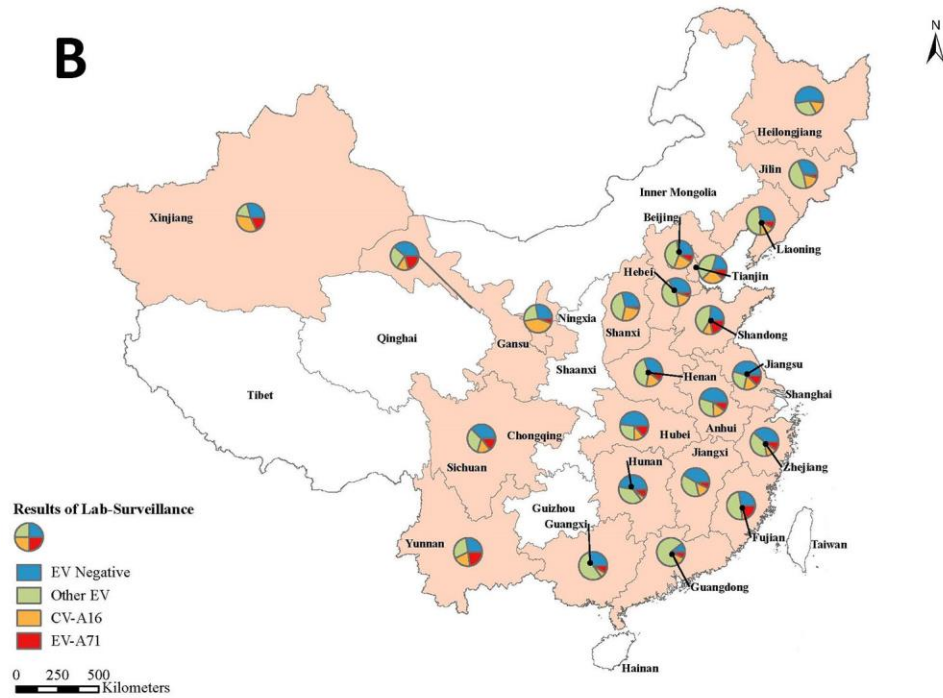 B
N
Heilongjiang
Jilin
Inner Mongolia
Xinjiang
Beijing
Liaoning
Tianjin
Hebei
Ningxia
Shanxi
Shandong
Qinghai
Gansu
Shaanxi
Jiangsu
Henan
Shanghai
Tibet
Anhui
Chongqing
Hubei
Jiangxi
Zhejiang
Sichuan
Hunan
Results of Lab-Surveillance
Guizhou
Guangxi
Yunnan
Fujian
Taiwan
EV Negative
Other EV
Guangdong
CV-A16
EV-A71
Hainan
0 250 500
Kilometers